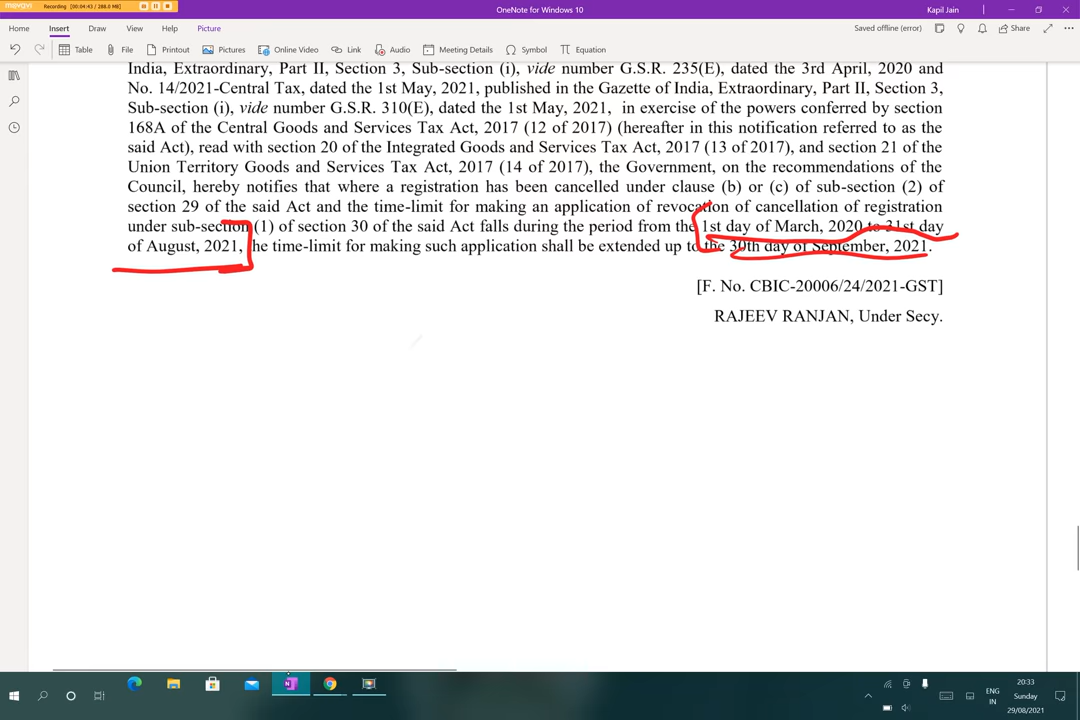 movavi
Recording 00:04:43 / 288.0 MB
OneNote for Windows 10
Kapil Jain
Home Insert Draw View Help Picture
Saved offline (error) Share
Table File Printout Pictures Online Video Link Audio Meeting Details Symbol Equation
India, Extraordinary, Part II, Section 3, Sub-section (i), vide number G.S.R. 235(E), dated the 3rd April, 2020 and
No. 14/2021-Central Tax, dated the 1st May, 2021, published in the Gazette of India, Extraordinary, Part II, Section 3,
Sub-section (i), vide number G.S.R. 310(E), dated the 1st May, 2021, in exercise of the powers conferred by section
168A of the Central Goods and Services Tax Act, 2017 (12 of 2017) (hereafter in this notification referred to as the
said Act), read with section 20 of the Integrated Goods and Services Tax Act, 2017 (13 of 2017), and section 21 of the
Union Territory Goods and Services Tax Act, 2017 (14 of 2017), the Government, on the recommendations of the
Council, hereby notifies that where a registration has been cancelled under clause (b) or (c) of sub-section (2) of
section 29 of the said Act and the time-limit for making an application of revocation of cancellation of registration
under sub-section (1) of section 30 of the said Act falls during the period from the 1st day of March, 2020 to 31st day
of August, 2021, the time-limit for making such application shall be extended up to the 30th day of September, 2021.
[F. No. CBIC-20006/24/2021-GST]
RAJEEV RANJAN, Under Secy.
ENG
IN
20:33
Sunday
29/08/2021